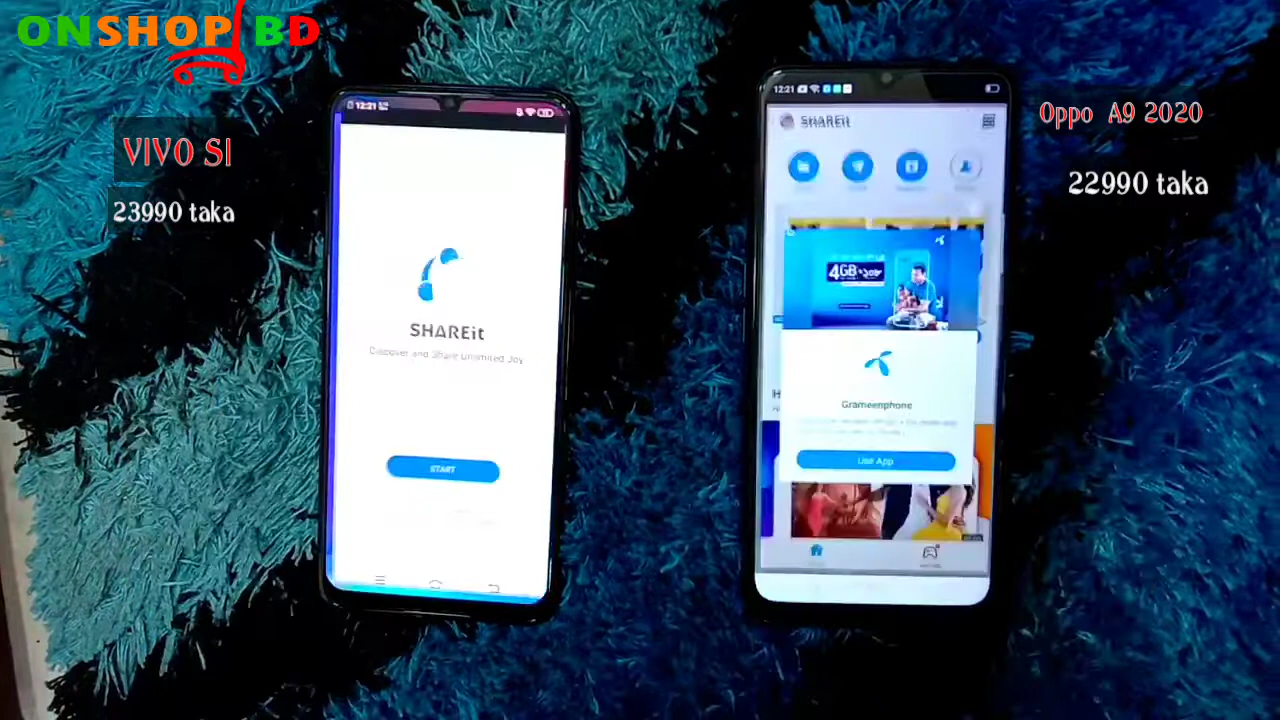 ONSHOP BD
VIVO S1
23990 taka
12:21
SHAREit
Discover and Share Unlimited Joy
START
12:21
SHAREit
4GB
Grameenphone
Use App
Oppo A9 2020
22990 taka